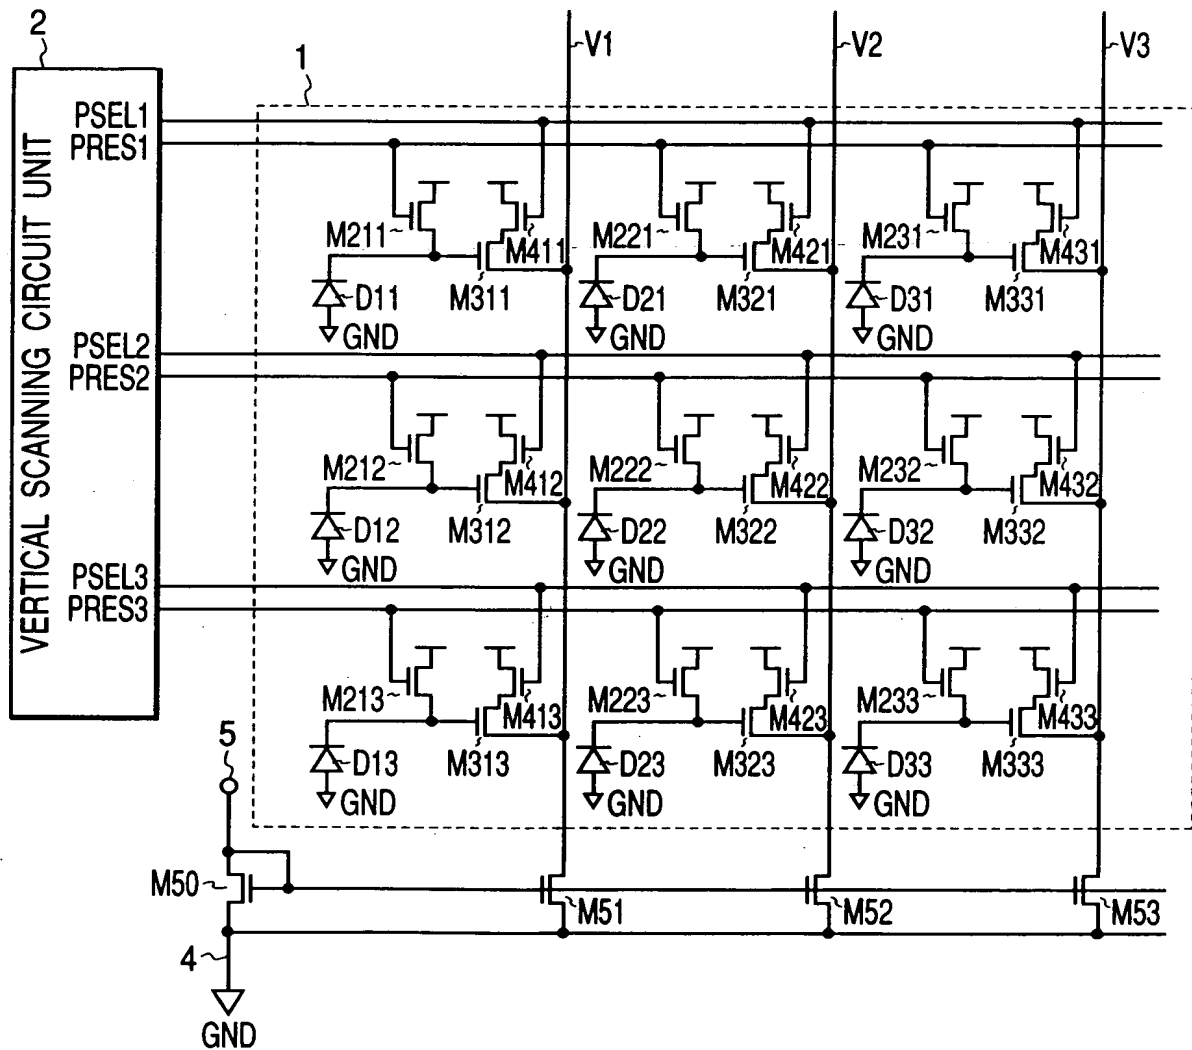 2
1
V1
V2
V3
VERTICAL SCANNING CIRCUIT UNIT
PSEL1
PRES1
M211
M411
M221
M421
M231
M431
D11
M311
D21
M321
D31
M331
GND
GND
GND
PSEL2
PRES2
M212
M412
M222
M422
M232
M432
D12
M312
D22
M322
D32
M332
GND
GND
GND
PSEL3
PRES3
M213
M413
M223
M423
M233
M433
D13
M313
D23
M323
D33
M333
GND
GND
GND
5
M50
M51
M52
M53
4
GND